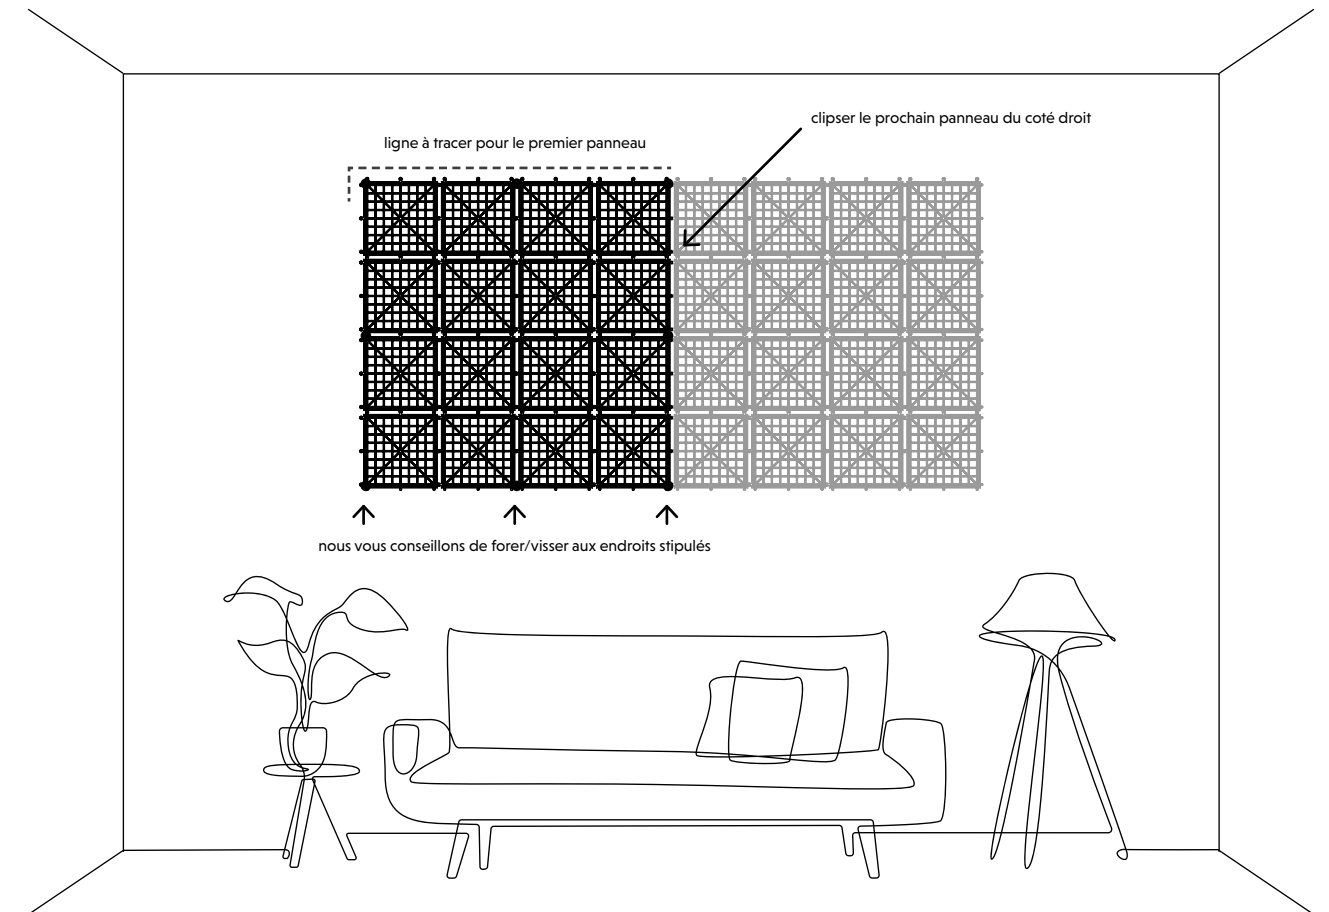 clipser le prochain panneau du coté droit
ligne à tracer pour le premier panneau
nous vous conseillons de forer/visser aux endroits stipulés